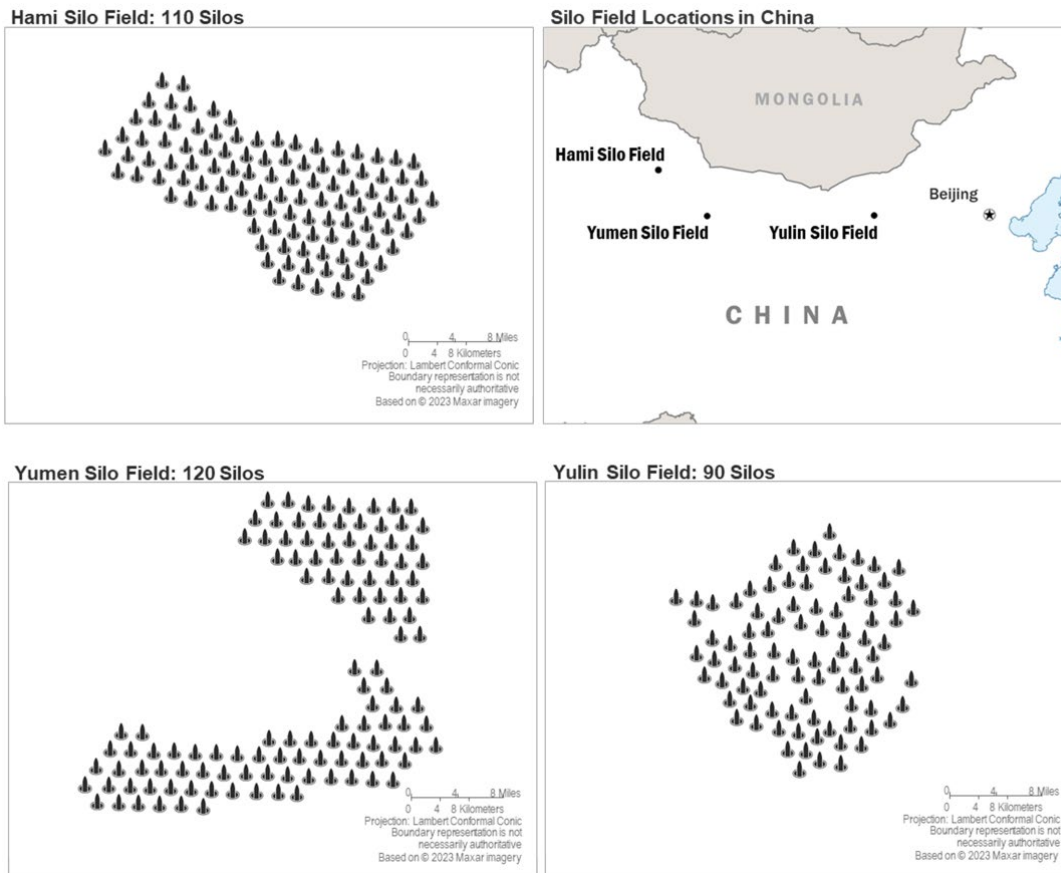 Hami Silo Field: 110 Silos
0 4 8 Miles
0 4 8 Kilometers
Projection: Lambert Conformal Conic
Boundary representation is not
necessarily authoritative
Based on © 2023 Maxar imagery
Silo Field Locations in China
MONGOLIA
Hami Silo Field
Beijing
Yumen Silo Field
Yulin Silo Field
CHINA
Yumen Silo Field: 120 Silos
0 4 8 Miles
0 4 8 Kilometers
Projection: Lambert Conformal Conic
Boundary representation is not
necessarily authoritative
Based on © 2023 Maxar imagery
Yulin Silo Field: 90 Silos
0 4 8 Miles
0 4 8 Kilometers
Projection: Lambert Conformal Conic
Boundary representation is not
necessarily authoritative
Based on © 2023 Maxar imagery